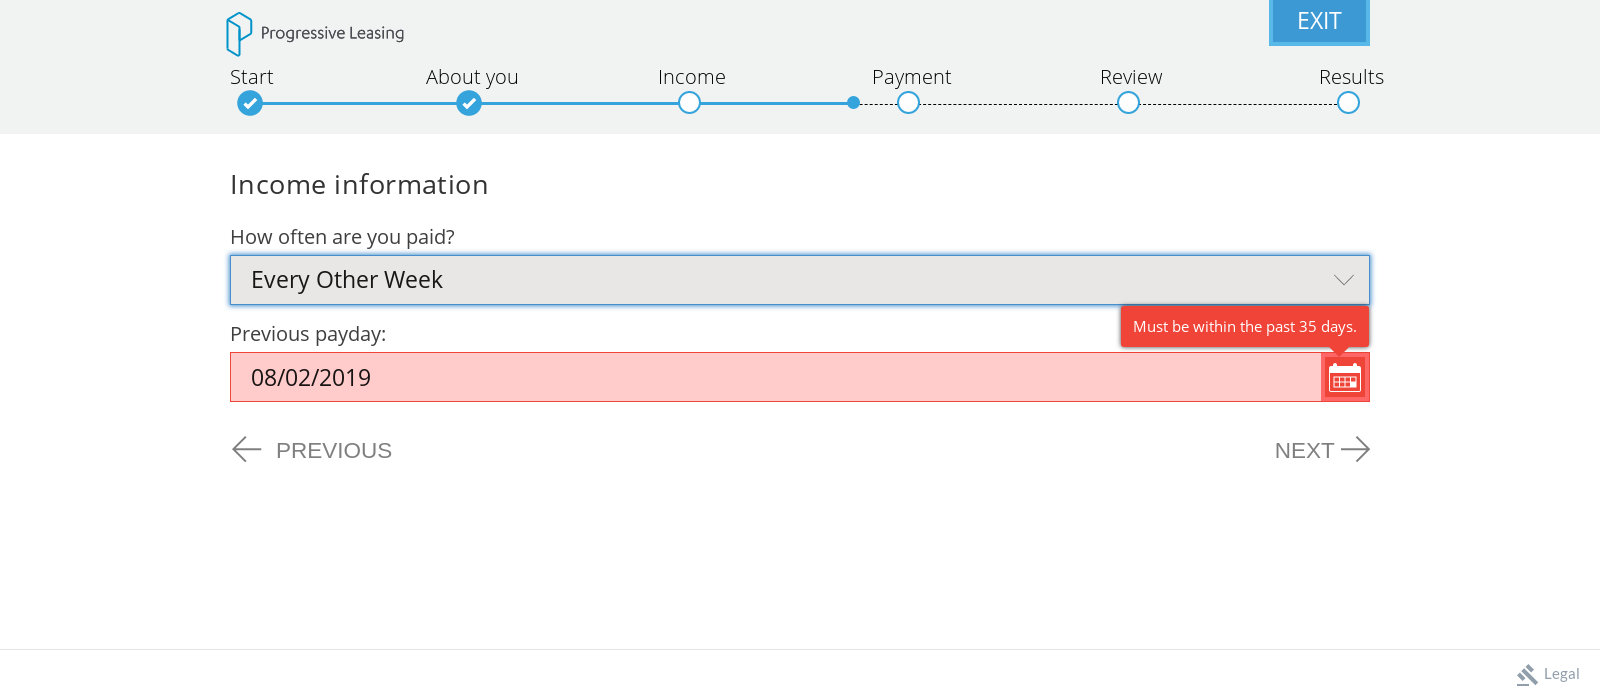 Progressive Leasing
EXIT
Start
About you
Income
Payment
Review
Results
Income information
How often are you paid?
Every Other Week
Must be within the past 35 days.
Previous payday:
08/02/2019
PREVIOUS
NEXT
Legal